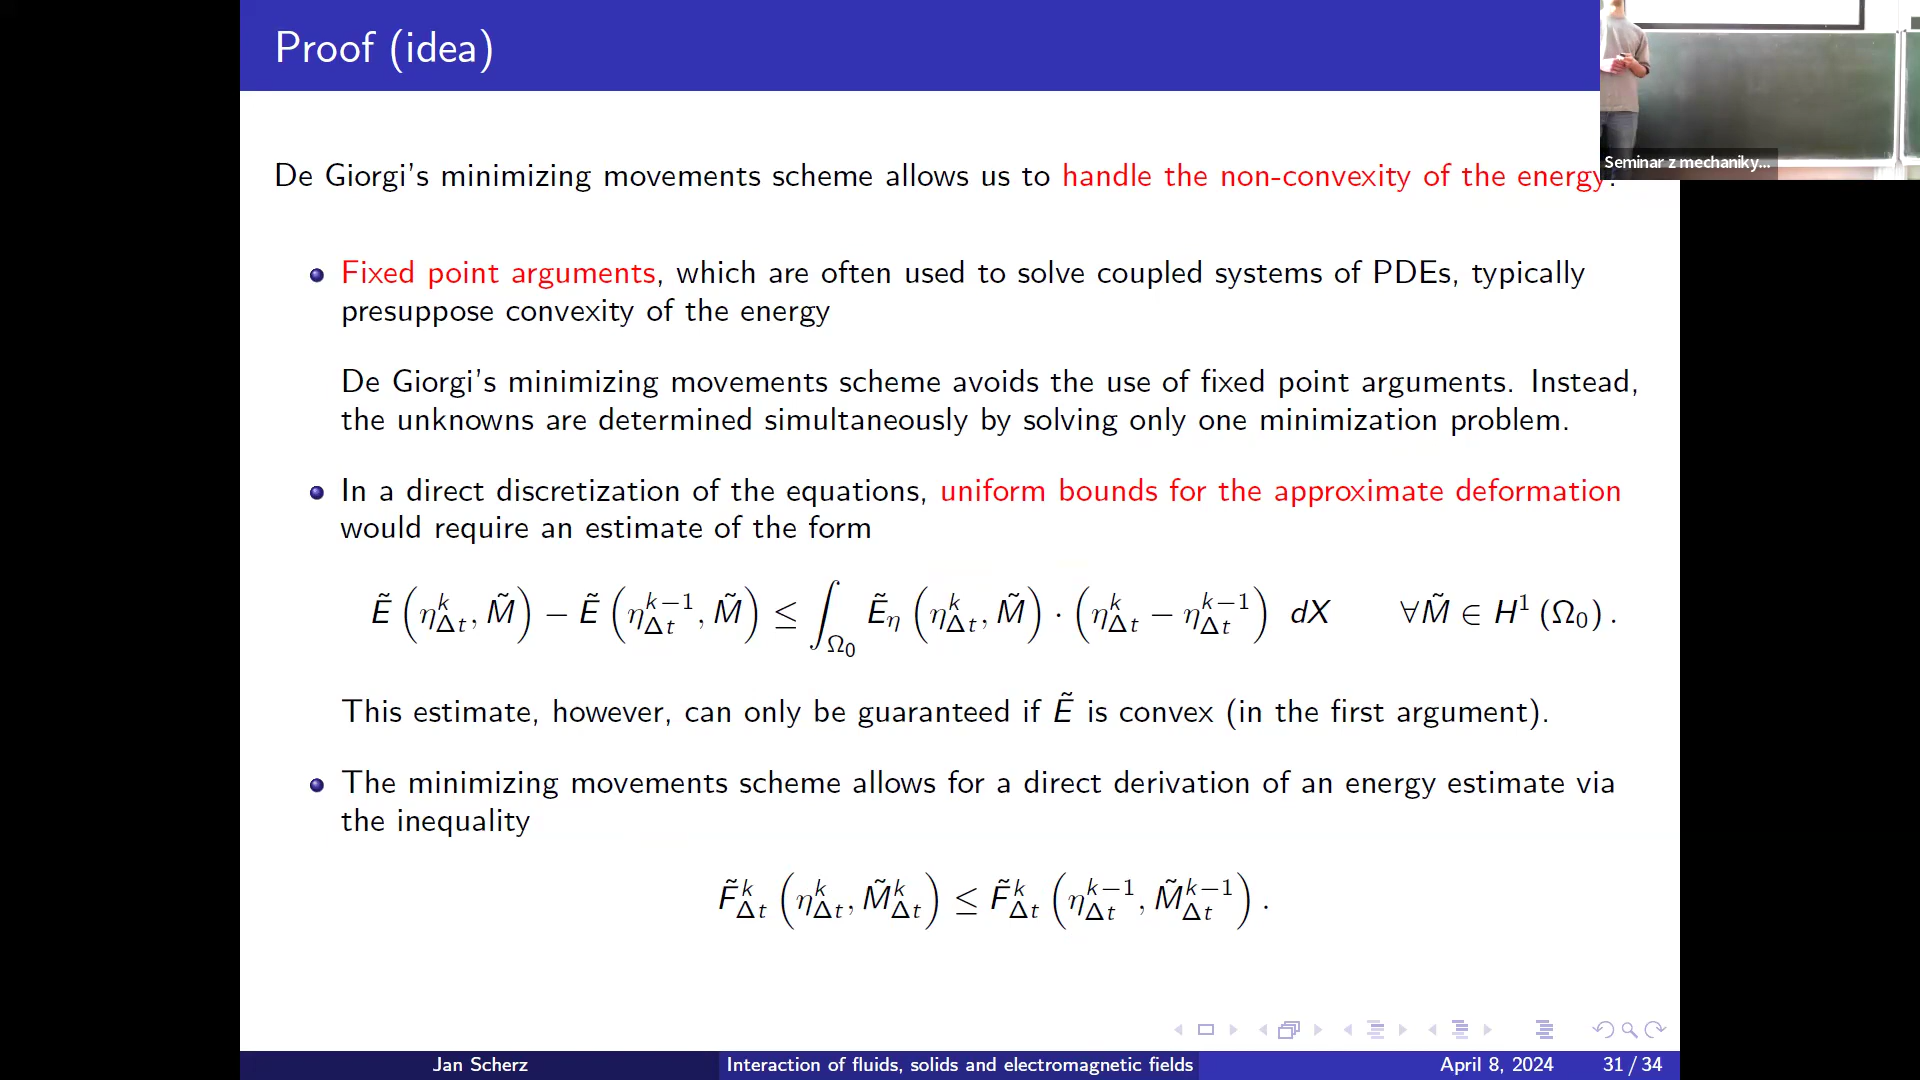 Proof (idea)
Seminar z mechaniky...
De Giorgi's minimizing movements scheme allows us to handle the non-convexity of the energy.
Fixed point arguments, which are often used to solve coupled systems of PDEs, typically
presuppose convexity of the energy
De Giorgi's minimizing movements scheme avoids the use of fixed point arguments. Instead,
the unknowns are determined simultaneously by solving only one minimization problem.
In a direct discretization of the equations, uniform bounds for the approximate deformation
would require an estimate of the form
Ẽ (η^k_Δt, M̃) − Ẽ (η^{k−1}_Δt, M̃) ≤ ∫_Ω₀ Ẽ_η (η^k_Δt, M̃) · (η^k_Δt − η^{k−1}_Δt) dX ∀M̃ ∈ H¹ (Ω₀) .
This estimate, however, can only be guaranteed if Ẽ is convex (in the first argument).
The minimizing movements scheme allows for a direct derivation of an energy estimate via
the inequality
F̃^k_Δt (η^k_Δt, M̃^k_Δt) ≤ F̃^k_Δt (η^{k−1}_Δt, M̃^{k−1}_Δt) .
Jan Scherz Interaction of fluids, solids and electromagnetic fields April 8, 2024 31 / 34